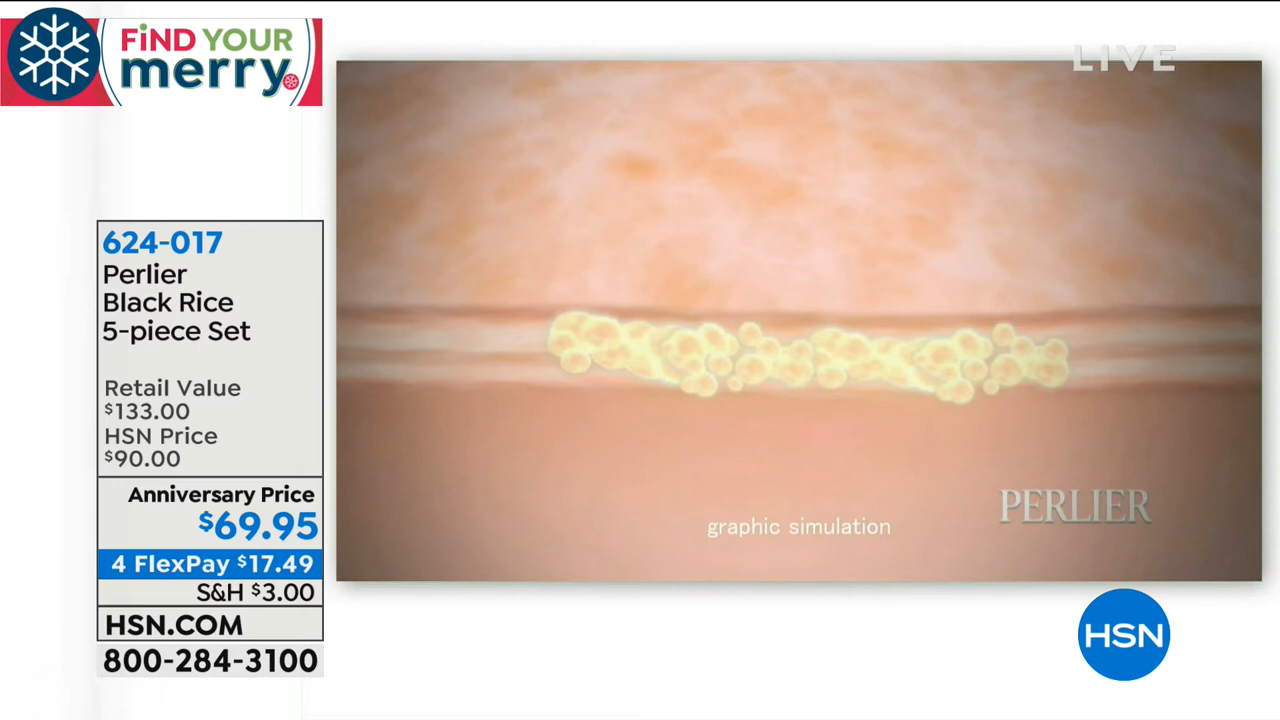 FiND YOUR
merry.
LIVE
624-017
Perlier
Black Rice
5-piece Set
Retail Value
$133.00
HSN Price
$90.00
Anniversary Price
$69.95
4 FlexPay $17.49
S&H $3.00
HSN.COM
800-284-3100
PERLIER
graphic simulation
HSN